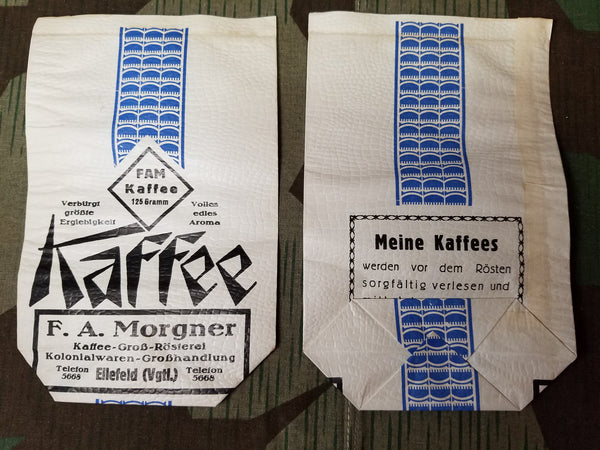 FAM
Kaffee
125 Gramm
Verbürgt
größte
Ergiebigkeit
Volles
edles
Aroma
Kaffee
F. A. Morgner
Kaffee-Groß-Rösterei
Kolonialwaren-Großhandlung
Telefon
5668
Ellefeld (Vgtl.)
Telefon
5668
Meine Kaffees
werden vor dem Rösten
sorgfältig verlesen und